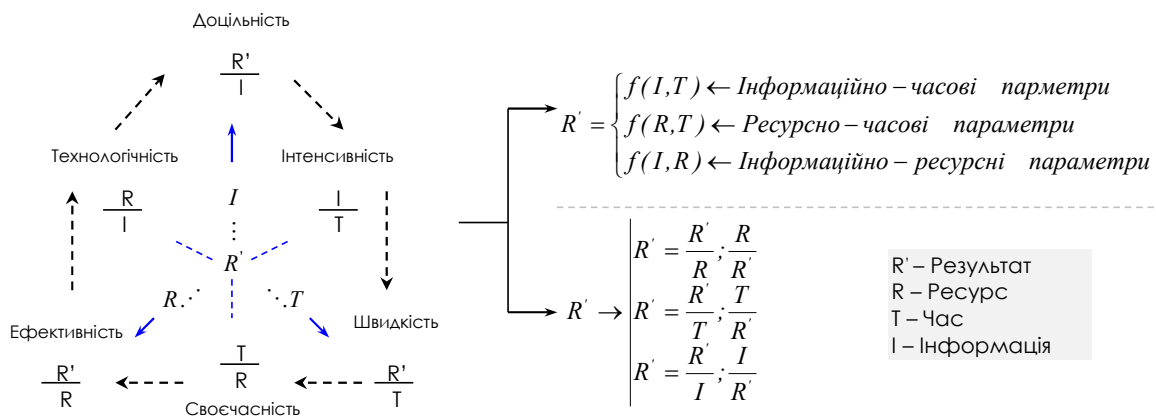 Доцільність
R'
I
Технологічність
Інтенсивність
R
I
I
I
T
R'
R
T
Ефективність
Швидкість
R'
R
T
R
R'
T
Своєчасність
R' = { f(I,T) ← Інформаційно – часові парметри
f(R,T) ← Ресурсно – часові параметри
f(I,R) ← Інформаційно – ресурсні параметри
R' →
R' = R'/R ; R/R'
R' = R'/T ; T/R'
R' = R'/I ; I/R'
R' – Результат
R – Ресурс
T – Час
I – Інформація